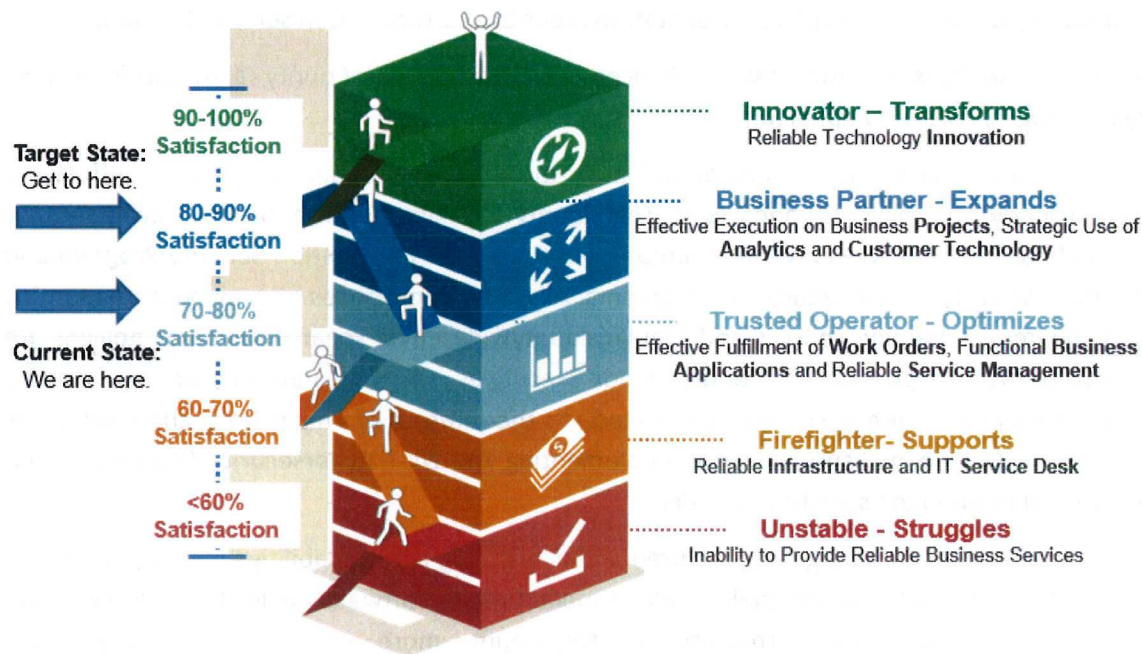 90-100%
Satisfaction
Target State:
Get to here.
80-90%
Satisfaction
70-80%
Satisfaction
Current State:
We are here.
60-70%
Satisfaction
<60%
Satisfaction
$
Innovator – Transforms
Reliable Technology Innovation
Business Partner - Expands
Effective Execution on Business Projects, Strategic Use of
Analytics and Customer Technology
Trusted Operator - Optimizes
Effective Fulfillment of Work Orders, Functional Business
Applications and Reliable Service Management
Firefighter- Supports
Reliable Infrastructure and IT Service Desk
Unstable - Struggles
Inability to Provide Reliable Business Services